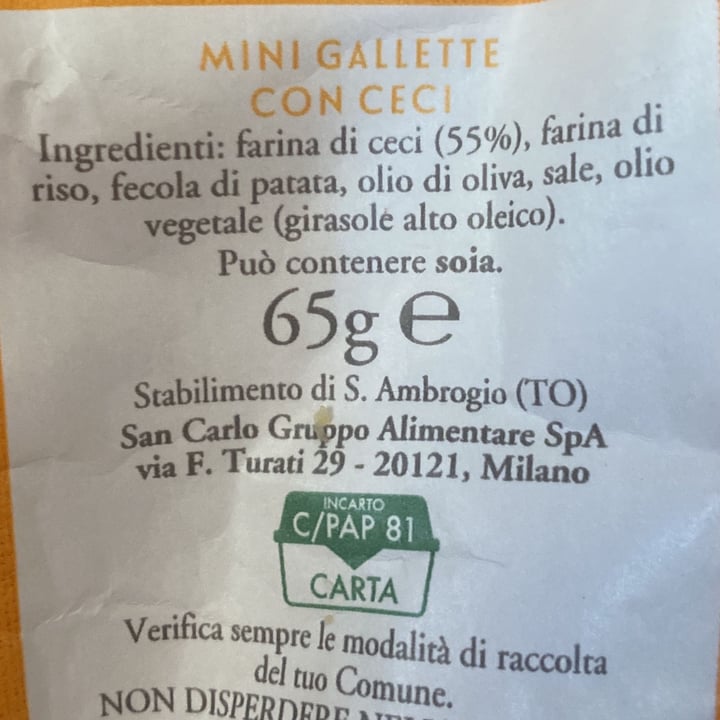 MINI GALLETTE
CON CECI
Ingredienti: farina di ceci (55%), farina di
riso, fecola di patata, olio di oliva, sale, olio
vegetale (girasole alto oleico).
Può contenere soia.
65g ℮
Stabilimento di S. Ambrogio (TO)
San Carlo Gruppo Alimentare SpA
via F. Turati 29 - 20121, Milano
INCARTO
C/PAP 81
CARTA
Verifica sempre le modalità di raccolta
del tuo Comune.
NON DISPERDERE